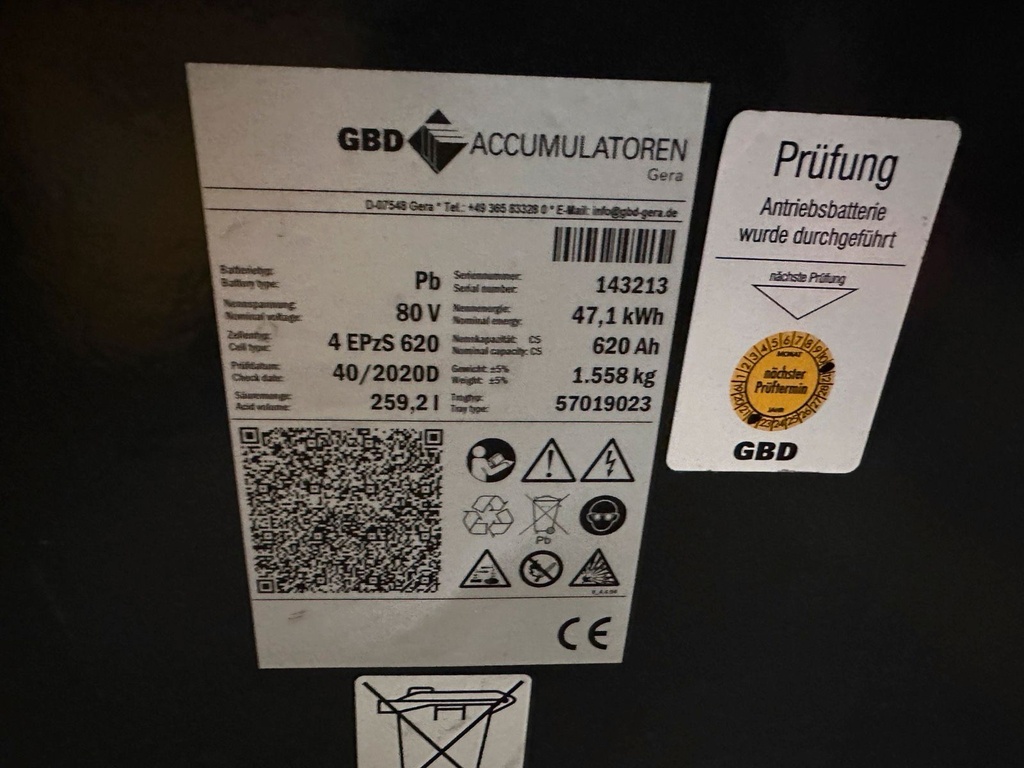 GBD ACCUMULATOREN
Gera
D-07548 Gera * Tel.: +49 365 83328 0 * E-Mail: info@gbd-gera.de
Batterietyp:
Battery type: Pb
Seriennummer:
Serial number: 143213
Nennspannung:
Nominal voltage: 80 V
Nennenergie:
Nominal energy: 47,1 kWh
Zellentyp:
Cell type: 4 EPzS 620
Nennkapazität: C5
Nominal capacity: C5 620 Ah
Prüfdatum:
Check date: 40/2020D
Gewicht: ±5%
Weight: ±5% 1.558 kg
Säuremenge:
Acid volume: 259,2 l
Trogtyp:
Tray type: 57019023
Pb
CE
Prüfung
Antriebsbatterie
wurde durchgeführt
nächste Prüfung
MONAT
nächster
Prüftermin
JAHR
GBD